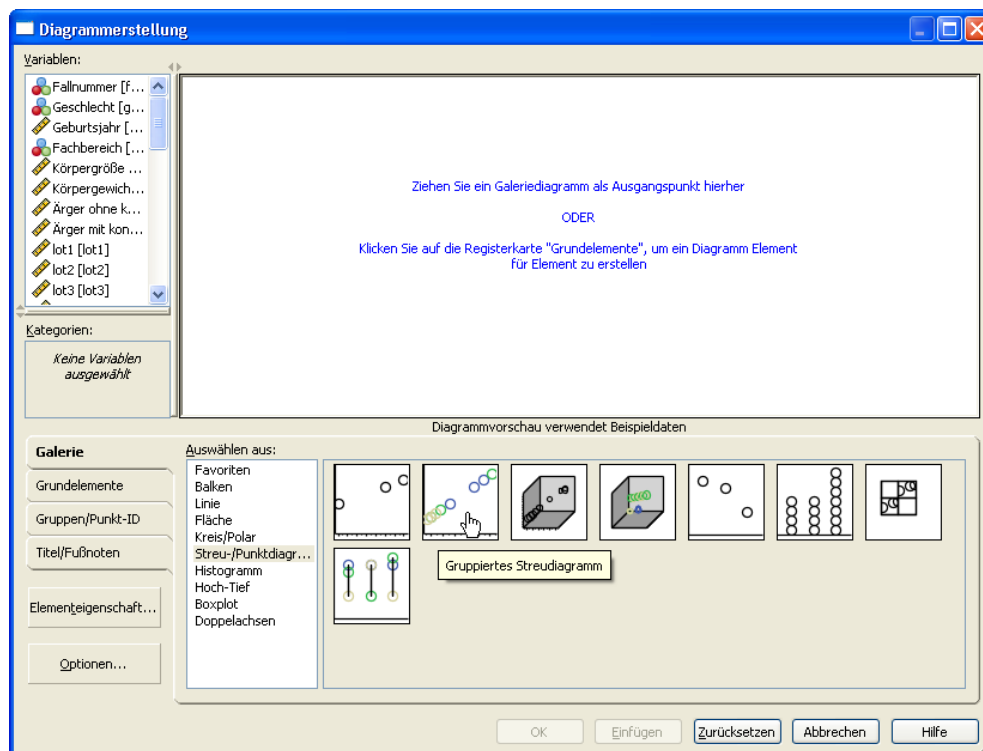 Diagrammerstellung
Variablen:
Fallnummer [f...
Geschlecht [g...
Geburtsjahr [...
Fachbereich [...
Körpergröße ...
Körpergewich...
Ärger ohne k...
Ärger mit kon...
lot1 [lot1]
lot2 [lot2]
lot3 [lot3]
Ziehen Sie ein Galeriediagramm als Ausgangspunkt hierher
ODER
Klicken Sie auf die Registerkarte "Grundelemente", um ein Diagramm Element
für Element zu erstellen
Kategorien:
Keine Variablen
ausgewählt
Diagrammvorschau verwendet Beispieldaten
Galerie
Grundelemente
Gruppen/Punkt-ID
Titel/Fußnoten
Elementeigenschaft...
Optionen...
Auswählen aus:
Favoriten
Balken
Linie
Fläche
Kreis/Polar
Streu-/Punktdiagr...
Histogramm
Hoch-Tief
Boxplot
Doppelachsen
Gruppiertes Streudiagramm
OK
Einfügen
Zurücksetzen
Abbrechen
Hilfe